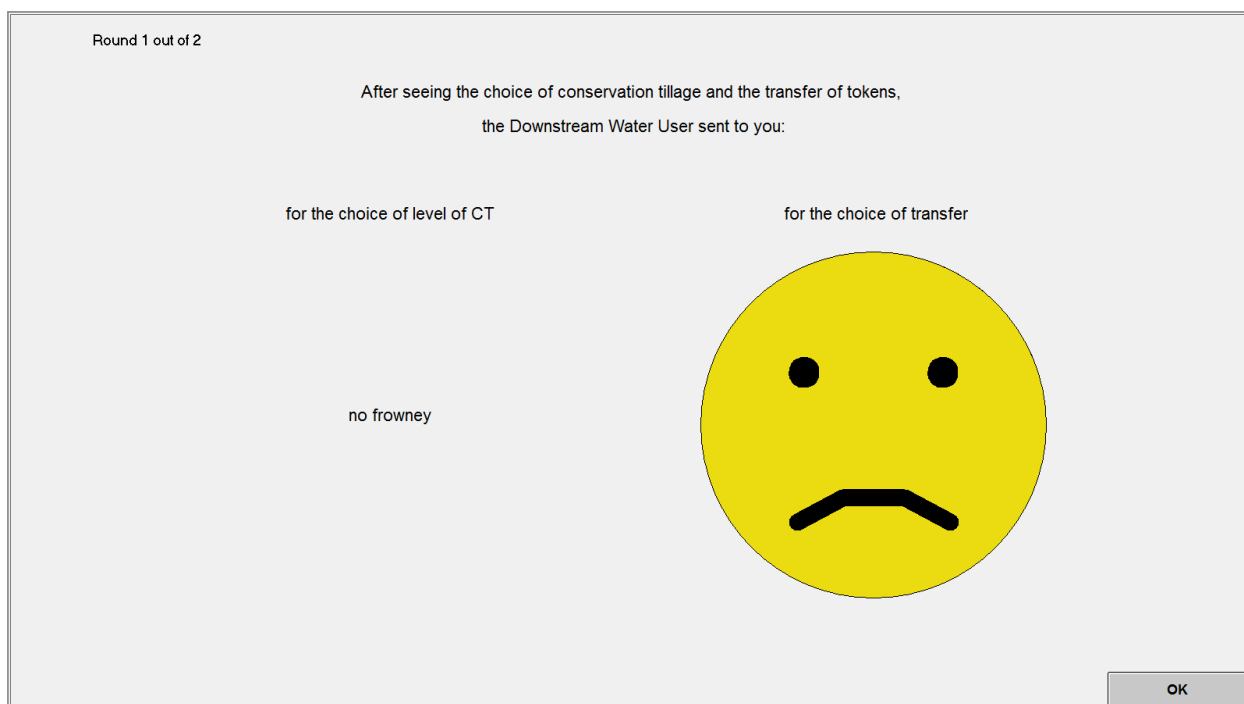 Round 1 out of 2
After seeing the choice of conservation tillage and the transfer of tokens,
the Downstream Water User sent to you:
for the choice of level of CT
for the choice of transfer
no frowney
OK